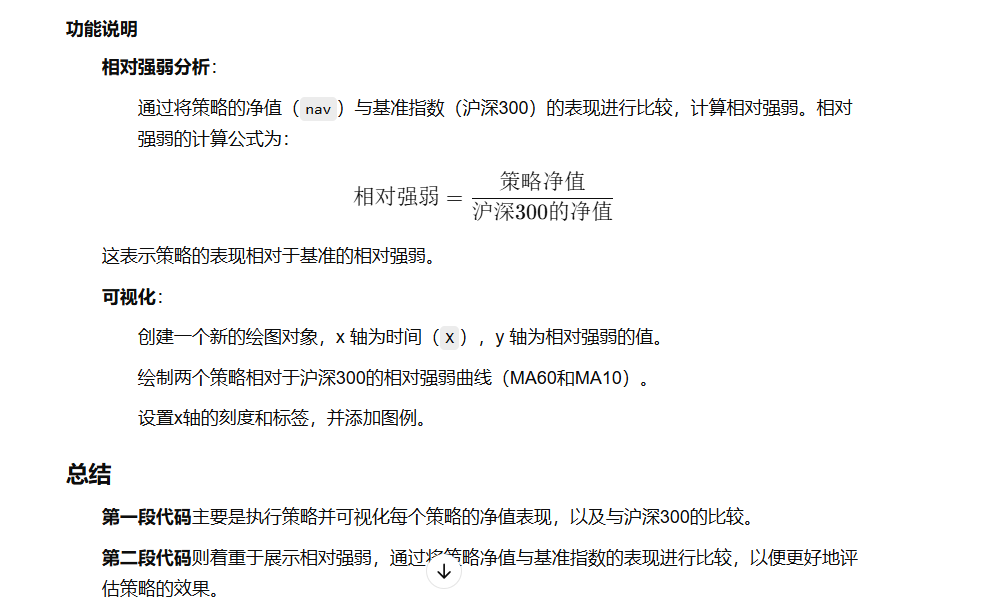 功能说明
相对强弱分析：
通过将策略的净值（nav）与基准指数（沪深300）的表现进行比较，计算相对强弱。相对
强弱的计算公式为：
相对强弱 = 策略净值 / 沪深300的净值
这表示策略的表现相对于基准的相对强弱。
可视化：
创建一个新的绘图对象，x 轴为时间（x），y 轴为相对强弱的值。
绘制两个策略相对于沪深300的相对强弱曲线（MA60和MA10）。
设置x轴的刻度和标签，并添加图例。
总结
第一段代码主要是执行策略并可视化每个策略的净值表现，以及与沪深300的比较。
第二段代码则着重于展示相对强弱，通过将策略净值与基准指数的表现进行比较，以便更好地评
估策略的效果。